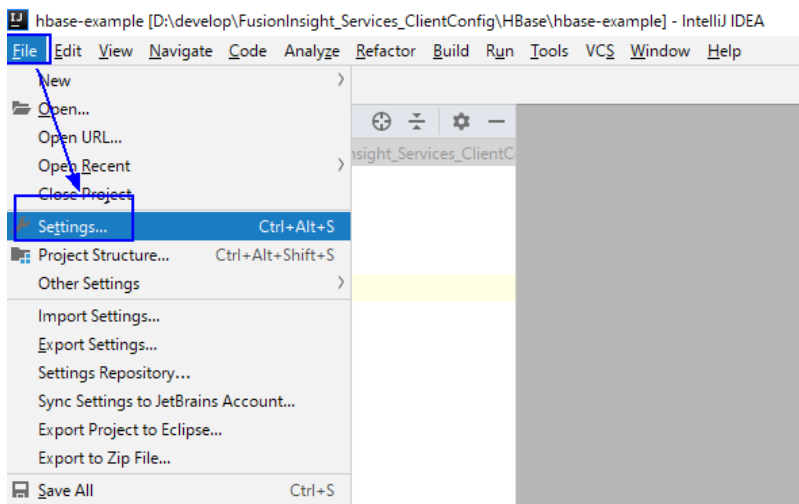 IJ hbase-example [D:\develop\FusionInsight_Services_ClientConfig\HBase\hbase-example] - IntelliJ IDEA
File Edit View Navigate Code Analyze Refactor Build Run Tools VCS Window Help
New
Open...
Open URL...
nsight_Services_ClientC
Open Recent
Close Project
Settings... Ctrl+Alt+S
Project Structure... Ctrl+Alt+Shift+S
Other Settings
Import Settings...
Export Settings...
Settings Repository...
Sync Settings to JetBrains Account...
Export Project to Eclipse...
Export to Zip File...
Save All Ctrl+S